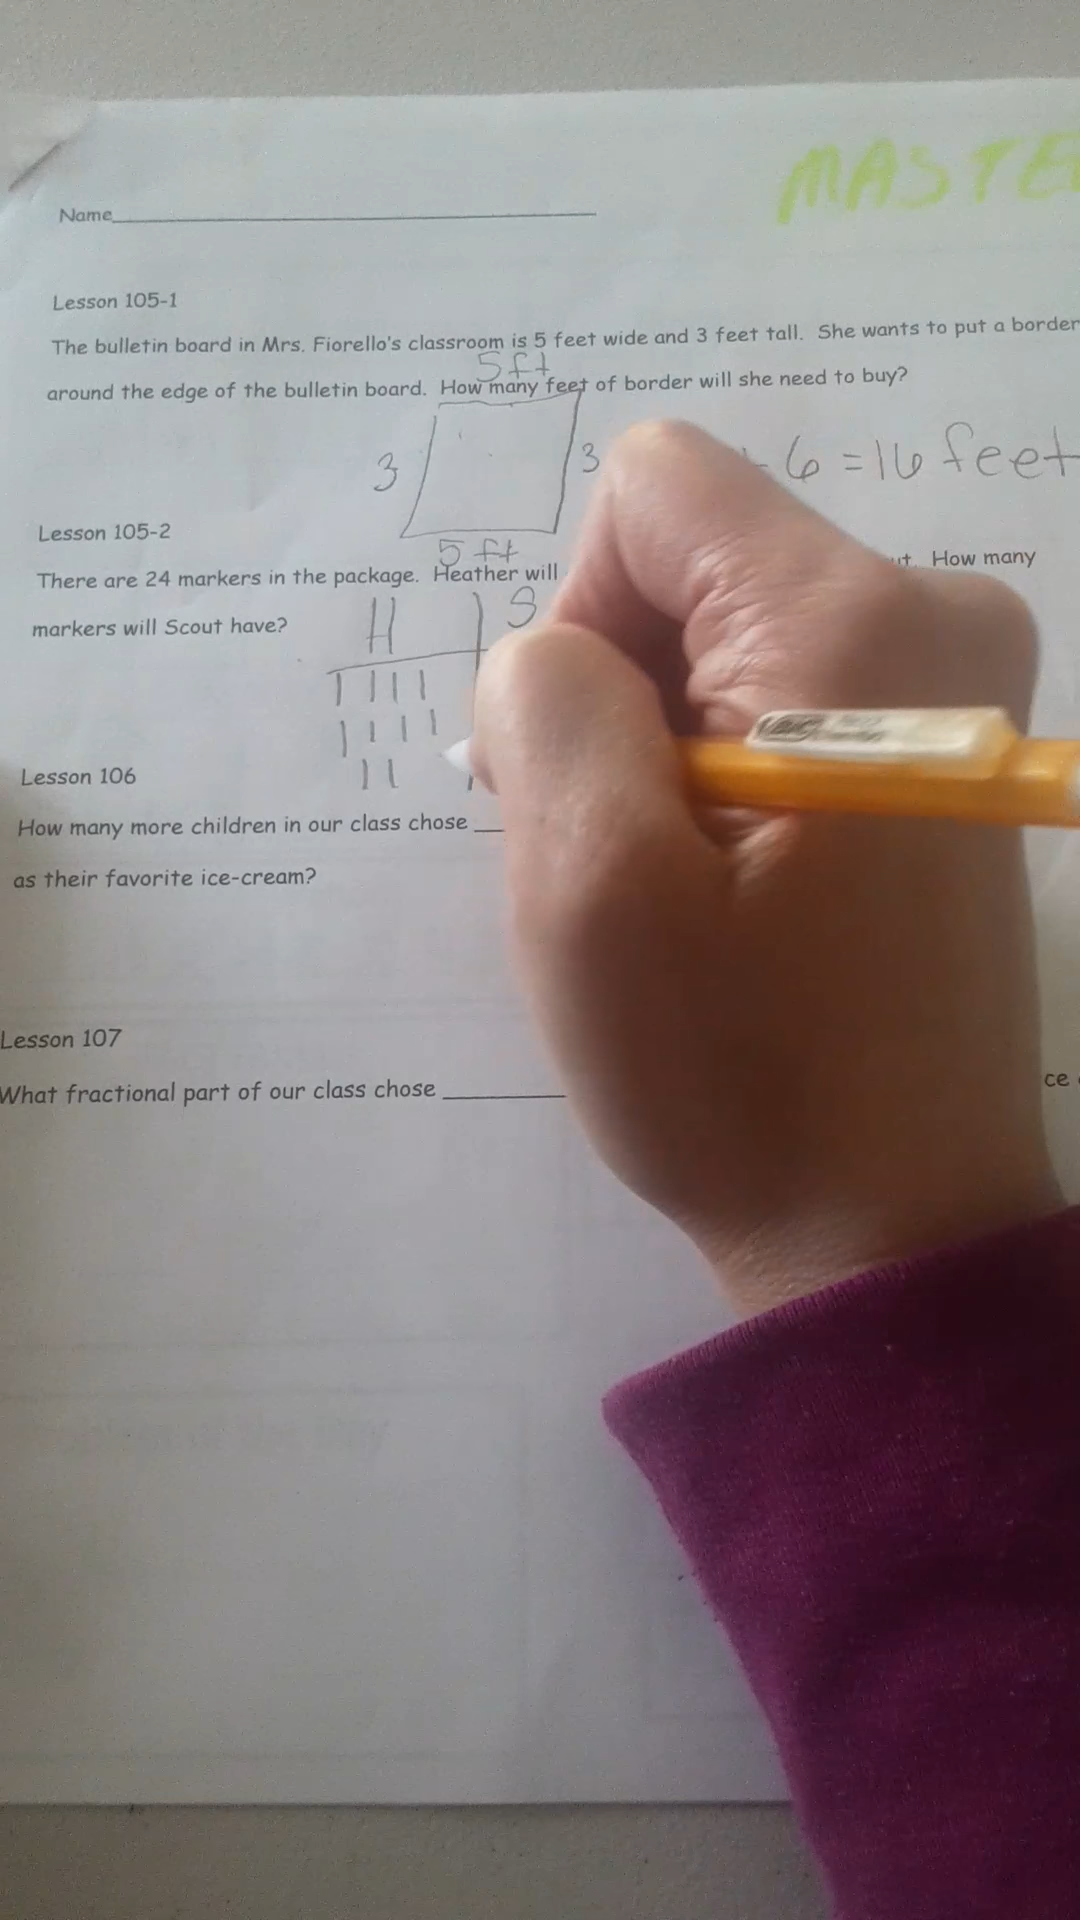 MASTE
Name
Lesson 105-1
The bulletin board in Mrs. Fiorello's classroom is 5 feet wide and 3 feet tall. She wants to put a border
5 ft
around the edge of the bulletin board. How many feet of border will she need to buy?
3 3 6 = 16 feet
Lesson 105-2
5 ft
There are 24 markers in the package. Heather will How many
H S
markers will Scout have?
Lesson 106
How many more children in our class chose
as their favorite ice-cream?
Lesson 107
What fractional part of our class chose